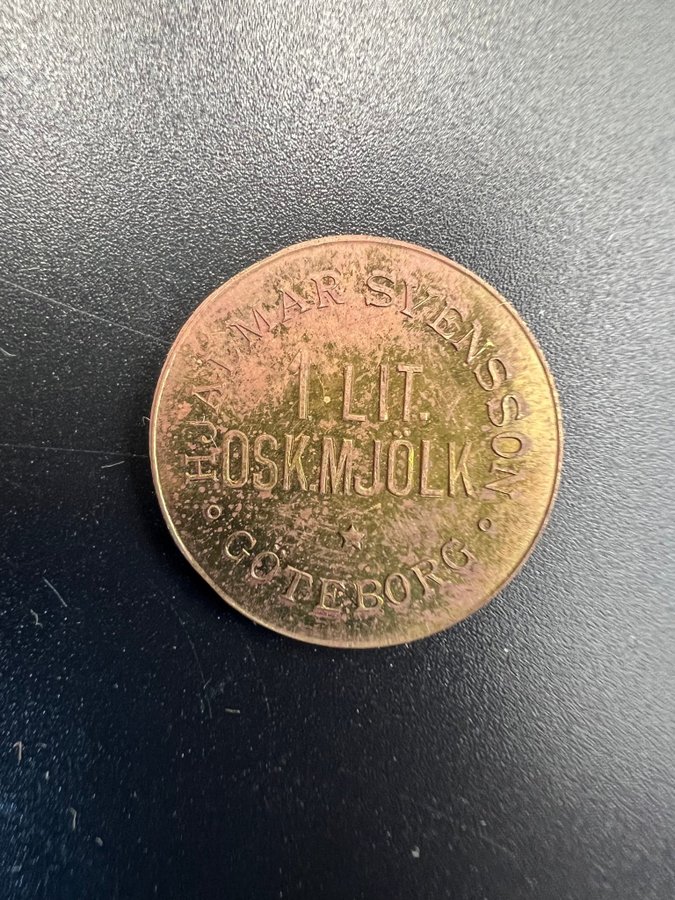 HJALMAR SVENSSON
1 LIT.
OSK.MJÖLK
GÖTEBORG